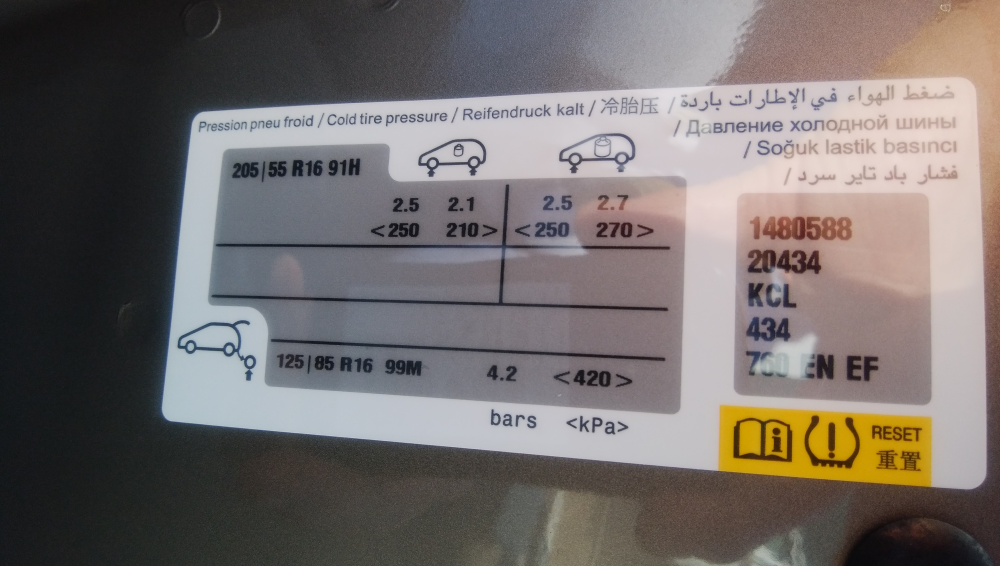 Pression pneu froid / Cold tire pressure / Reifendruck kalt / 冷胎压 / ضغط الهواء في الإطارات باردة
/ Давление холодной шины
/ Soğuk lastik basıncı
/ فشار باد تایر سرد
205|55 R16 91H
2.5 2.1 2.5 2.7
<250 210> <250 270>
125|85 R16 99M 4.2 <420>
bars <kPa>
1480588
20434
KCL
434
760 EN EF
RESET
重置